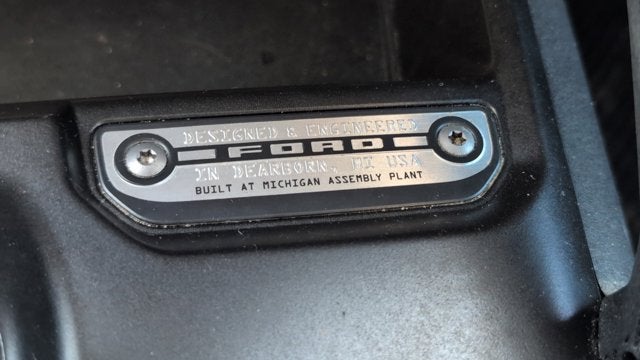 DESIGNED & ENGINEERED
FORD
IN DEARBORN, MI USA
BUILT AT MICHIGAN ASSEMBLY PLANT